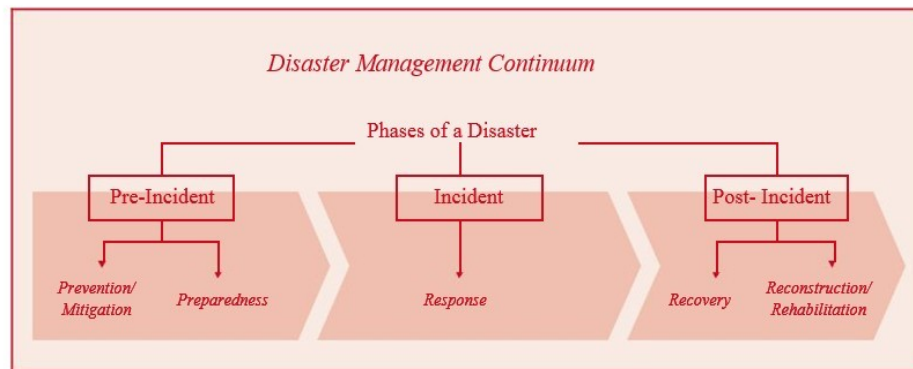 Disaster Management Continuum
Phases of a Disaster
Pre-Incident
Incident
Post- Incident
Prevention/
Mitigation
Preparedness
Response
Recovery
Reconstruction/
Rehabilitation